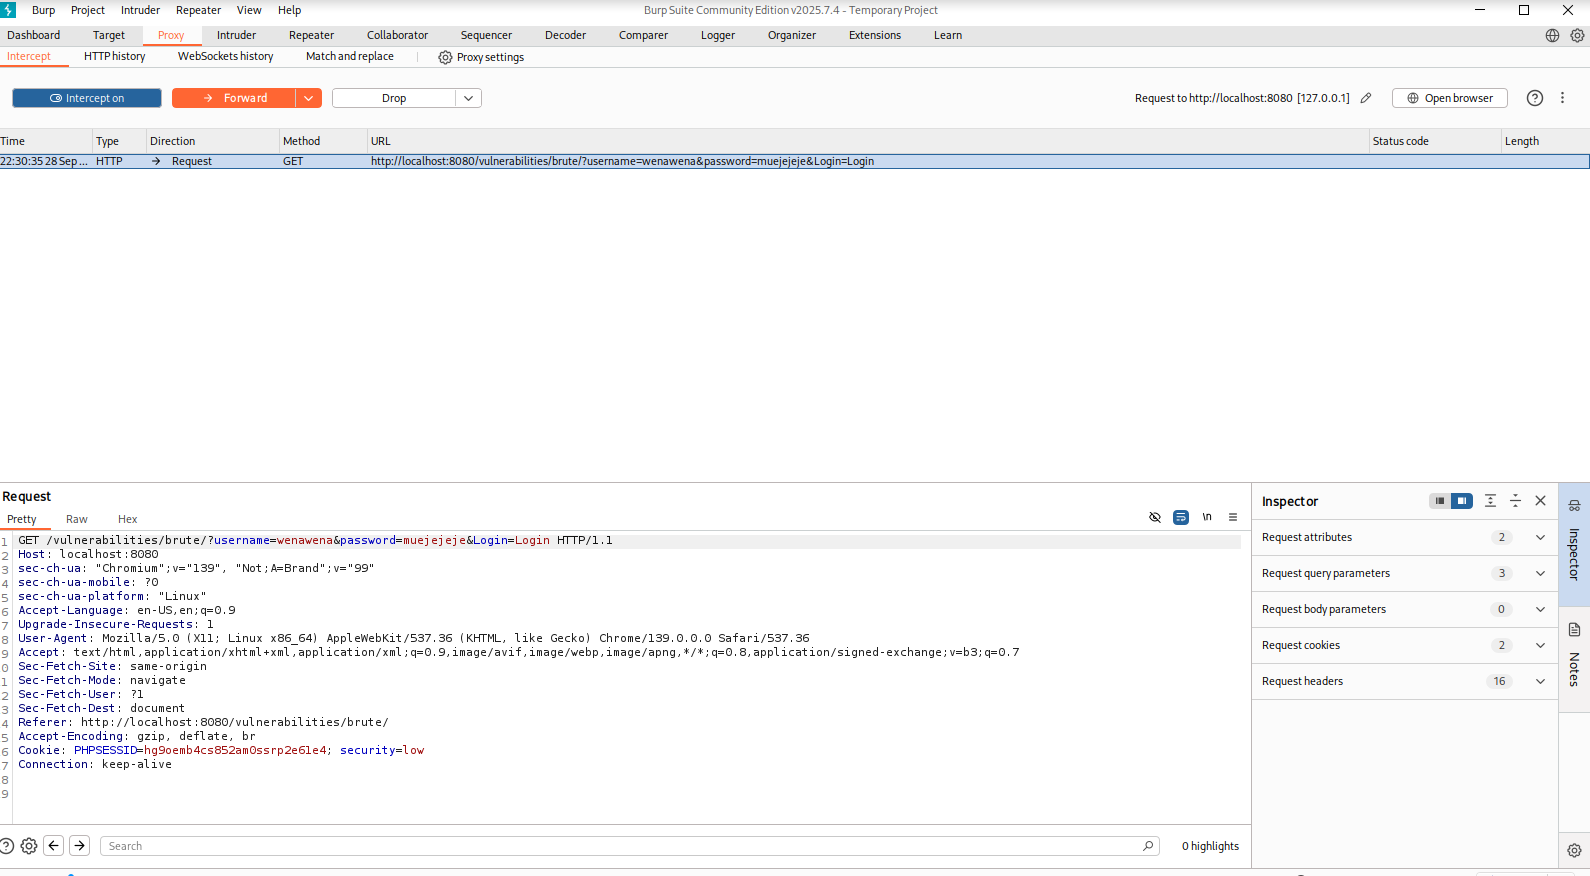 Burp Project Intruder Repeater View Help Burp Suite Community Edition v2025.7.4 - Temporary Project
Dashboard Target Proxy Intruder Repeater Collaborator Sequencer Decoder Comparer Logger Organizer Extensions Learn
Intercept HTTP history WebSockets history Match and replace Proxy settings
Intercept on Forward Drop Request to http://localhost:8080 [127.0.0.1] Open browser
Time Type Direction Method URL Status code Length
22:30:35 28 Sep ... HTTP Request GET http://localhost:8080/vulnerabilities/brute/?username=wenawena&password=muejejeje&Login=Login
Request
Pretty Raw Hex \n
1 GET /vulnerabilities/brute/?username=wenawena&password=muejejeje&Login=Login HTTP/1.1
2 Host: localhost:8080
3 sec-ch-ua: "Chromium";v="139", "Not;A=Brand";v="99"
4 sec-ch-ua-mobile: ?0
5 sec-ch-ua-platform: "Linux"
6 Accept-Language: en-US,en;q=0.9
7 Upgrade-Insecure-Requests: 1
8 User-Agent: Mozilla/5.0 (X11; Linux x86_64) AppleWebKit/537.36 (KHTML, like Gecko) Chrome/139.0.0.0 Safari/537.36
9 Accept: text/html,application/xhtml+xml,application/xml;q=0.9,image/avif,image/webp,image/apng,*/*;q=0.8,application/signed-exchange;v=b3;q=0.7
0 Sec-Fetch-Site: same-origin
1 Sec-Fetch-Mode: navigate
2 Sec-Fetch-User: ?1
3 Sec-Fetch-Dest: document
4 Referer: http://localhost:8080/vulnerabilities/brute/
5 Accept-Encoding: gzip, deflate, br
6 Cookie: PHPSESSID=hg9oemb4cs852am0ssrp2e61e4; security=low
7 Connection: keep-alive
8
9
Search 0 highlights
Inspector
Request attributes 2
Request query parameters 3
Request body parameters 0
Request cookies 2
Request headers 16
Inspector
Notes